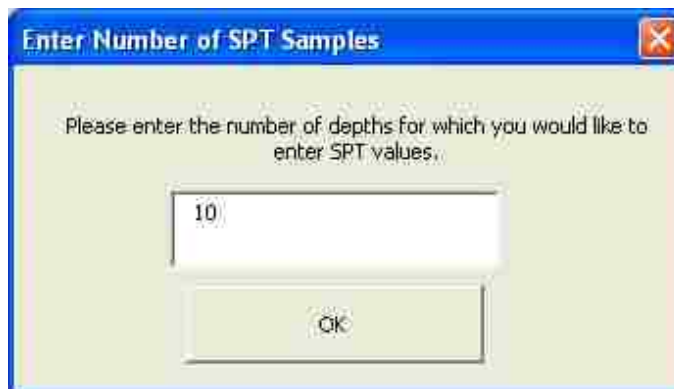 Enter Number of SPT Samples
Please enter the number of depths for which you would like to
enter SPT values.
10
OK